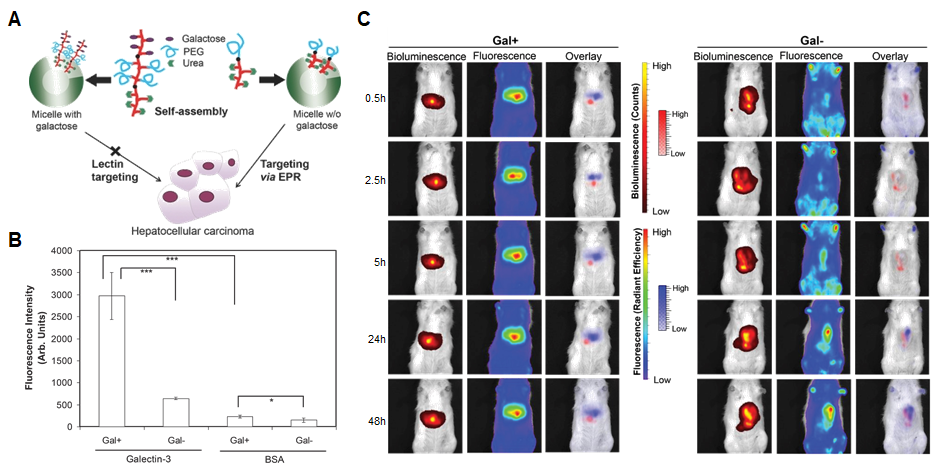 A
Galactose
PEG
Urea
Self-assembly
Micelle with
galactose
Micelle w/o
galactose
Lectin
targeting
Targeting
via EPR
Hepatocellular carcinoma
B
Fluorescence Intensity
(Arb. Units)
4000
3500
3000
2500
2000
1500
1000
500
0
***
***
*
Gal+
Gal-
Gal+
Gal-
Galectin-3
BSA
C
Gal+
Bioluminescence
Fluorescence
Overlay
0.5h
2.5h
5h
24h
48h
High
Bioluminescence (Counts)
Low
High
Low
High
Fluorescence (Radiant Efficiency)
Low
High
Low
Gal-
Bioluminescence
Fluorescence
Overlay